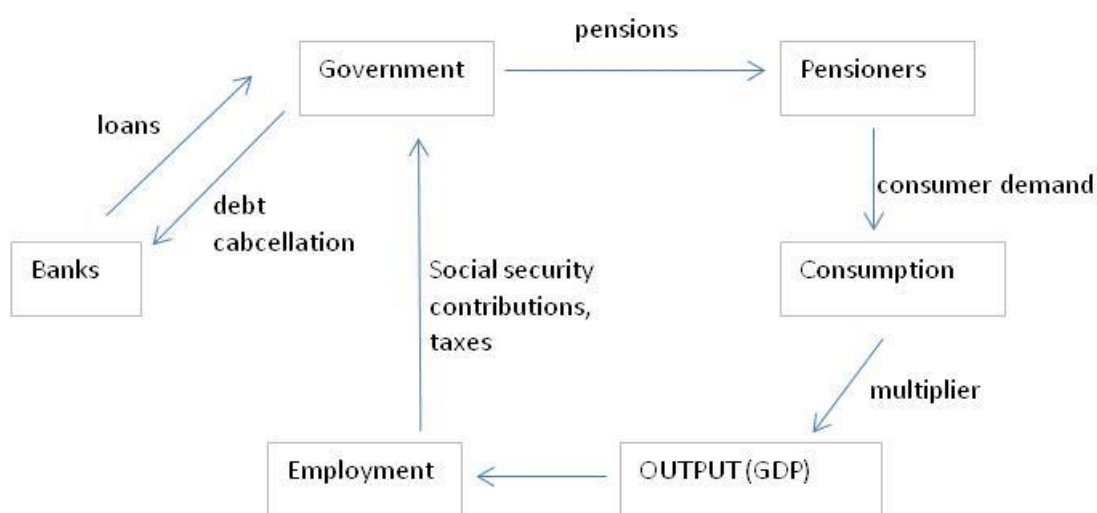 pensions
Government
Pensioners
loans
consumer demand
debt
cabcellation
Banks
Social security
contributions,
taxes
Consumption
multiplier
Employment
OUTPUT (GDP)